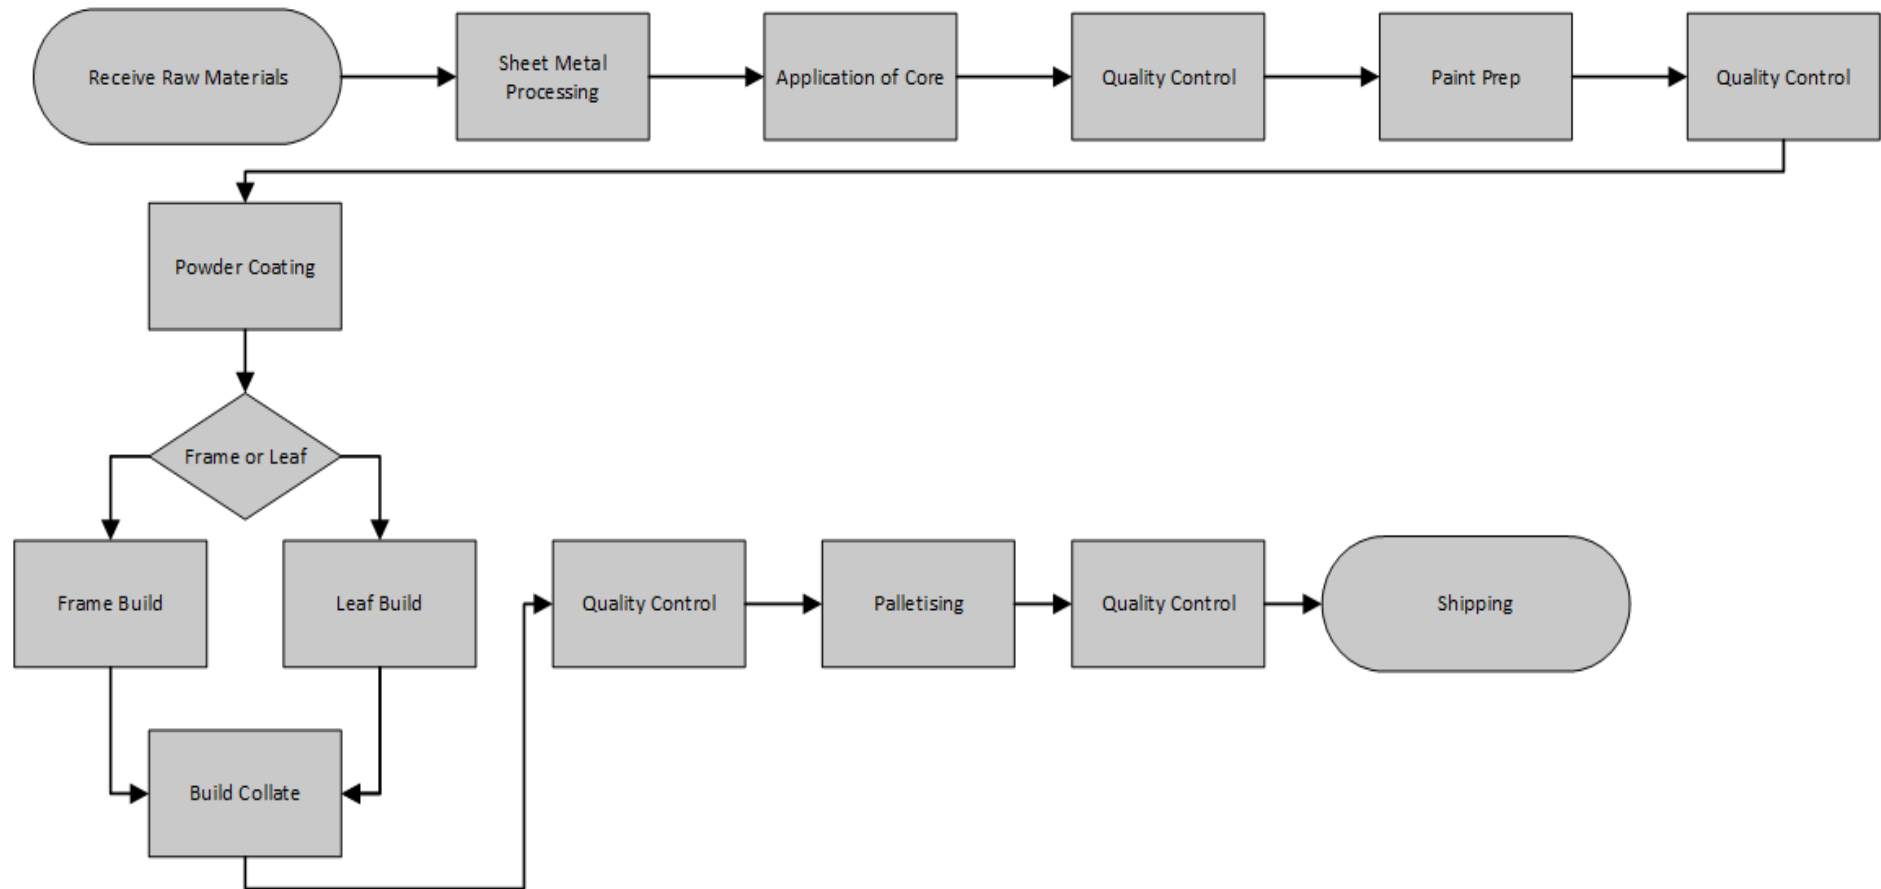 Receive Raw Materials
Sheet Metal
Processing
Application of Core
Quality Control
Paint Prep
Quality Control
Powder Coating
Frame or Leaf
Frame Build
Leaf Build
Quality Control
Palletising
Quality Control
Shipping
Build Collate